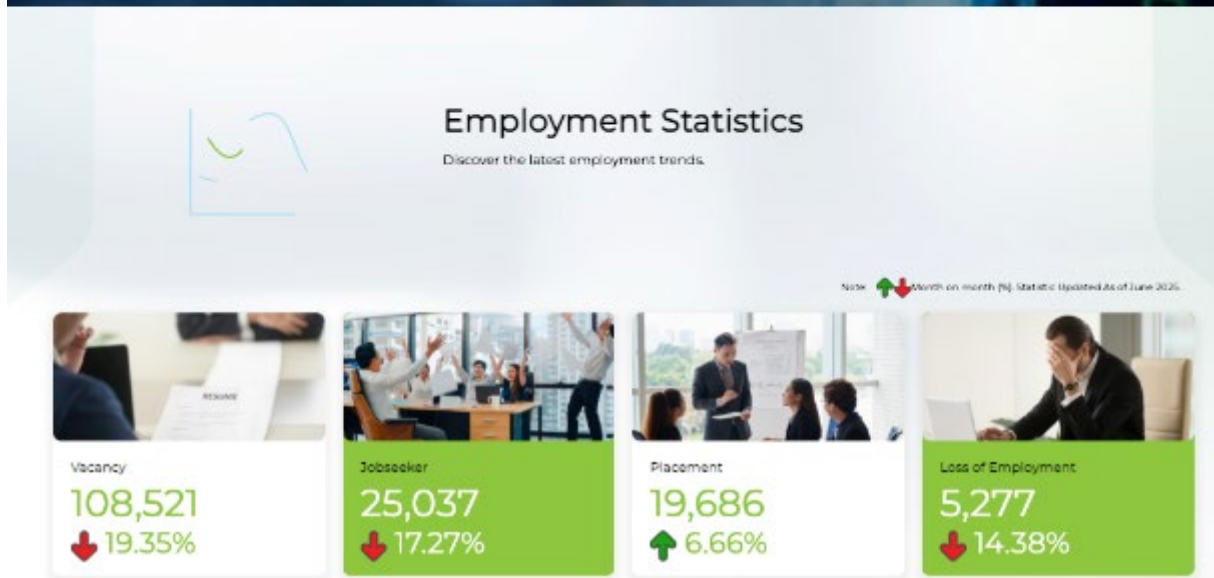 Employment Statistics
Discover the latest employment trends.
Note: Month on month (%). Statistic Updated As of June 2025.
RESUME
Vacancy
108,521
19.35%
Jobseeker
25,037
17.27%
Placement
19,686
6.66%
Loss of Employment
5,277
14.38%